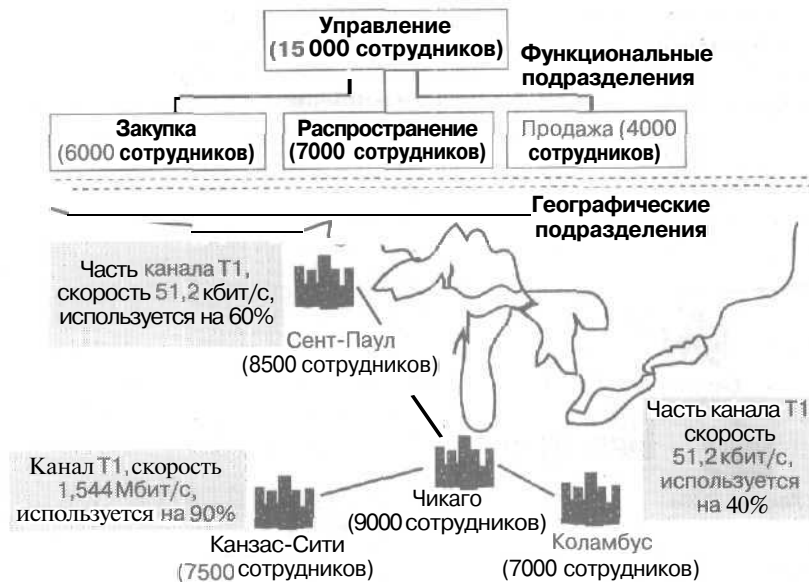 Управление
(15 000 сотрудников)
Функциональные
подразделения
Закупка
(6000 сотрудников)
Распространение
(7000 сотрудников)
Продажа (4000
сотрудников)
Географические
подразделения
Часть канала Т1,
скорость 51,2 кбит/с,
используется на 60%
Сент-Паул
(8500 сотрудников)
Часть канала Т1
скорость
51,2 кбит/с,
используется
на 40%
Канал Т1, скорость
1,544 Мбит/с,
используется на 90%
Чикаго
(9000 сотрудников)
Канзас-Сити
(7500 сотрудников)
Коламбус
(7000 сотрудников)